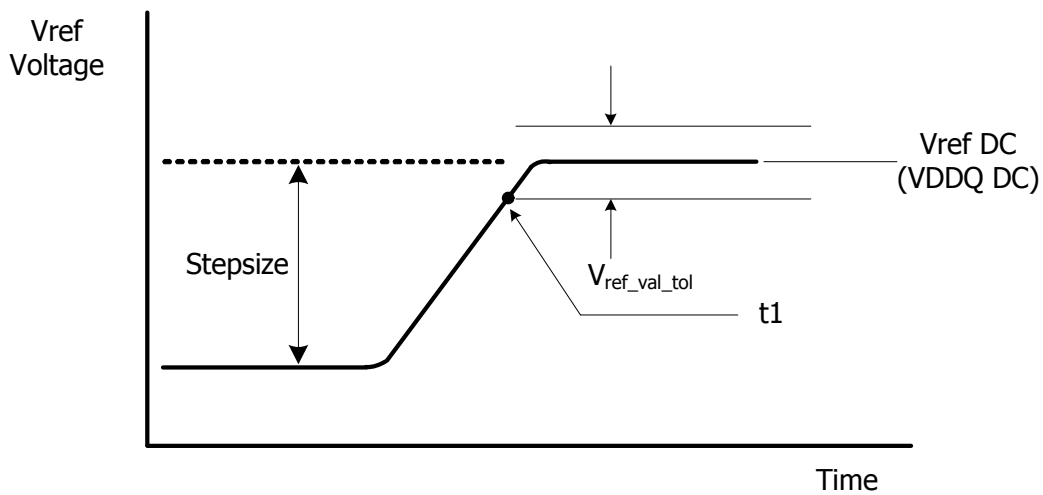 Vref
Voltage
Vref DC
(VDDQ DC)
Stepsize
Vref_val_tol
t1
Time